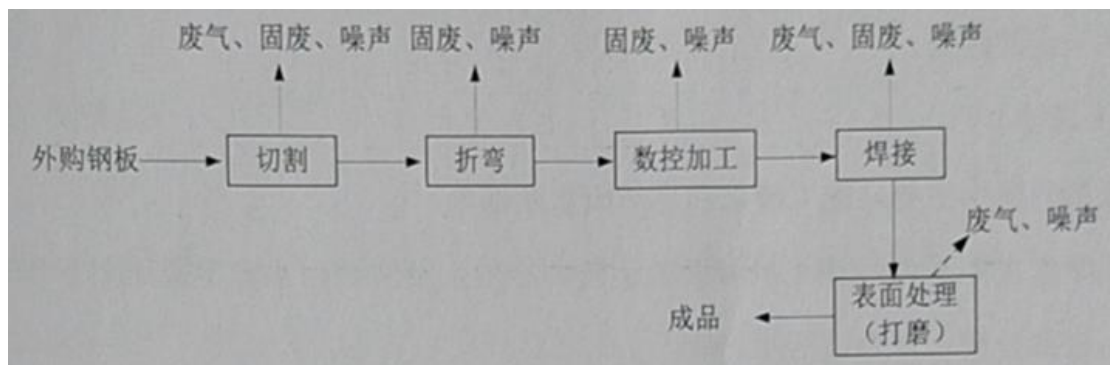 废气、固废、噪声
固废、噪声
固废、噪声
废气、固废、噪声
外购钢板
切割
折弯
数控加工
焊接
废气、噪声
表面处理
(打磨)
成品